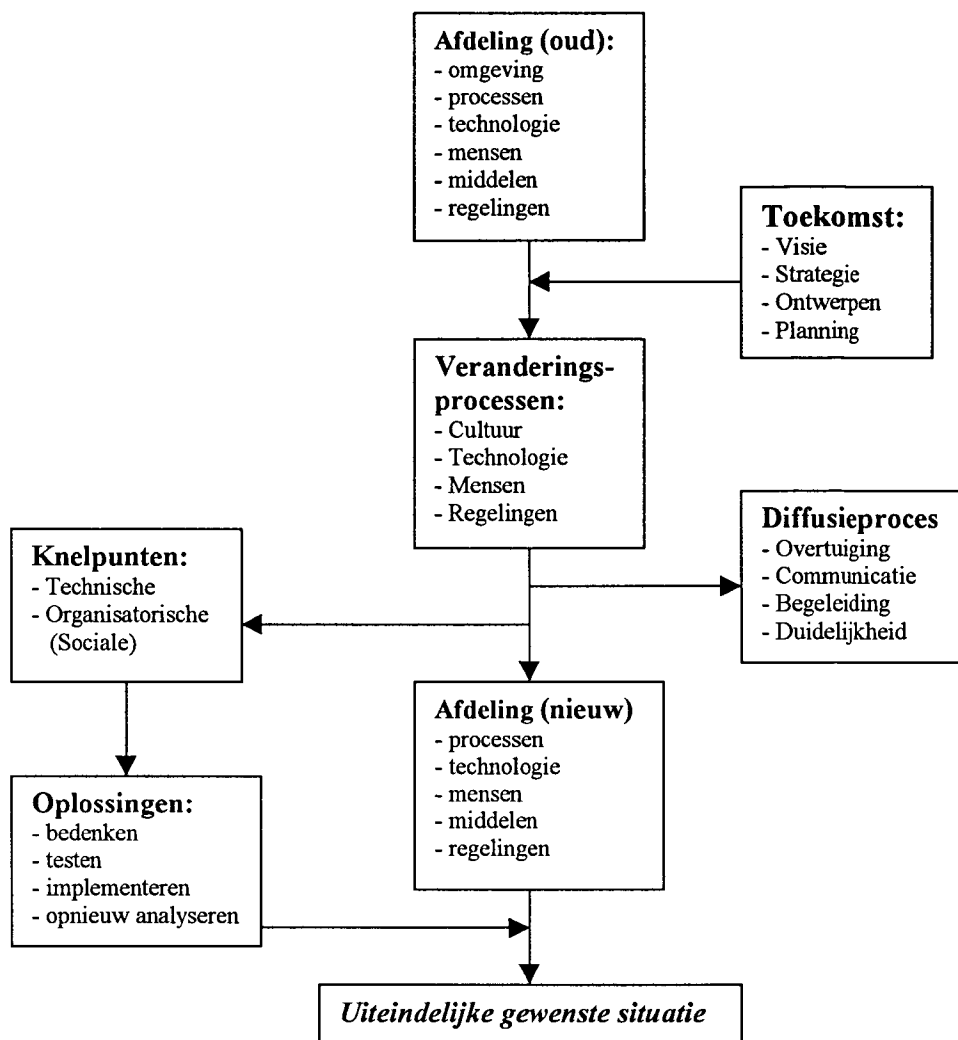 Afdeling (oud):
- omgeving
- processen
- technologie
- mensen
- middelen
- regelingen
Toekomst:
- Visie
- Strategie
- Ontwerpen
- Planning
Veranderings-
processen:
- Cultuur
- Technologie
- Mensen
- Regelingen
Diffusieproces
- Overtuiging
- Communicatie
- Begeleiding
- Duidelijkheid
Knelpunten:
- Technische
- Organisatorische
(Sociale)
Afdeling (nieuw)
- processen
- technologie
- mensen
- middelen
- regelingen
Oplossingen:
- bedenken
- testen
- implementeren
- opnieuw analyseren
Uiteindelijke gewenste situatie